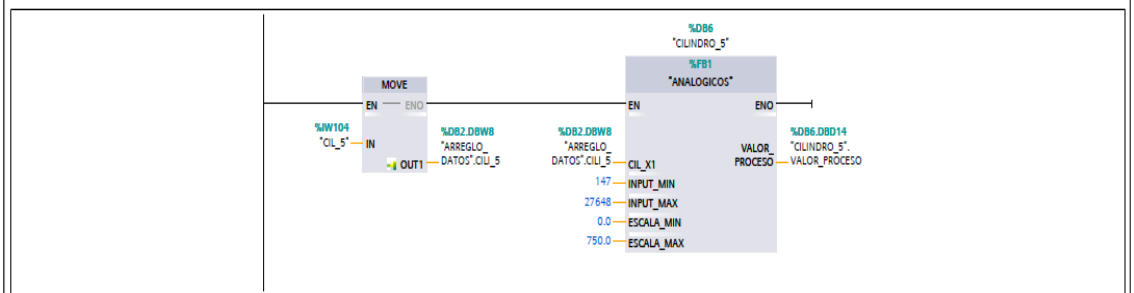 %DB6
"CILINDRO_5"
%FB1
"ANALOGICOS"
MOVE
EN ENO
EN ENO
%IW104
"CIL_5" IN
OUT1
%DB2.DBW8
"ARREGLO_
DATOS".CILI_5
%DB2.DBW8
"ARREGLO_
DATOS".CILI_5 CIL_X1
147 INPUT_MIN
27648 INPUT_MAX
0.0 ESCALA_MIN
750.0 ESCALA_MAX
VALOR_
PROCESO
%DB6.DBD14
"CILINDRO_5".
VALOR_PROCESO